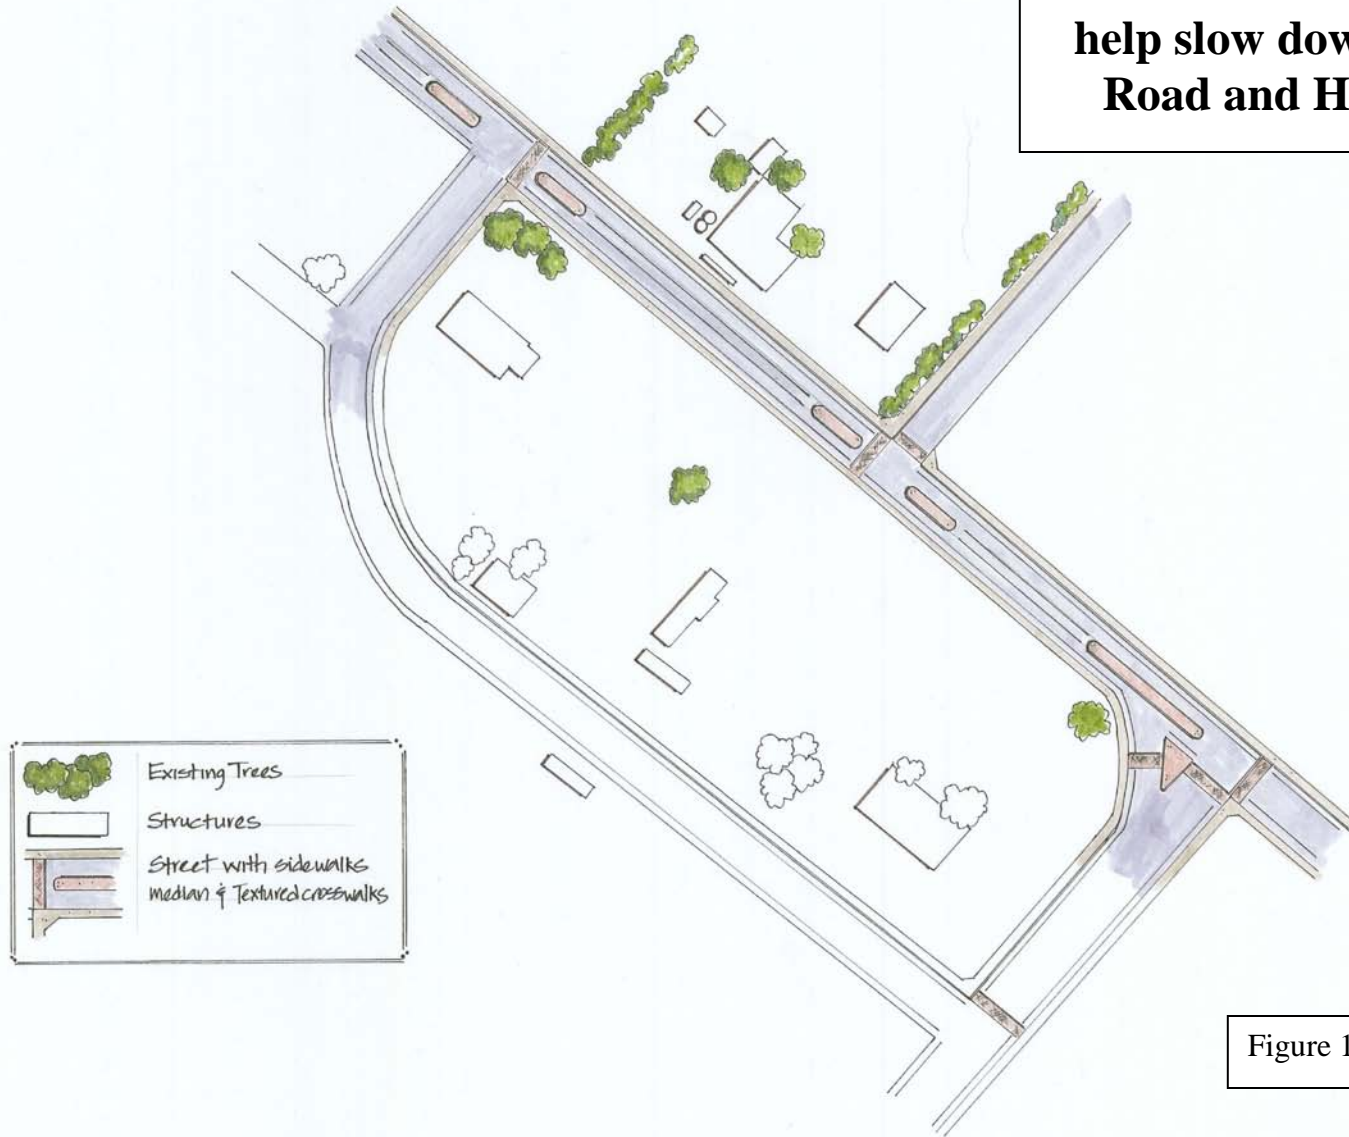 help slow dow
Road and H
Existing Trees
Structures
Street with sidewalks
median & Textured crosswalks
Figure 1